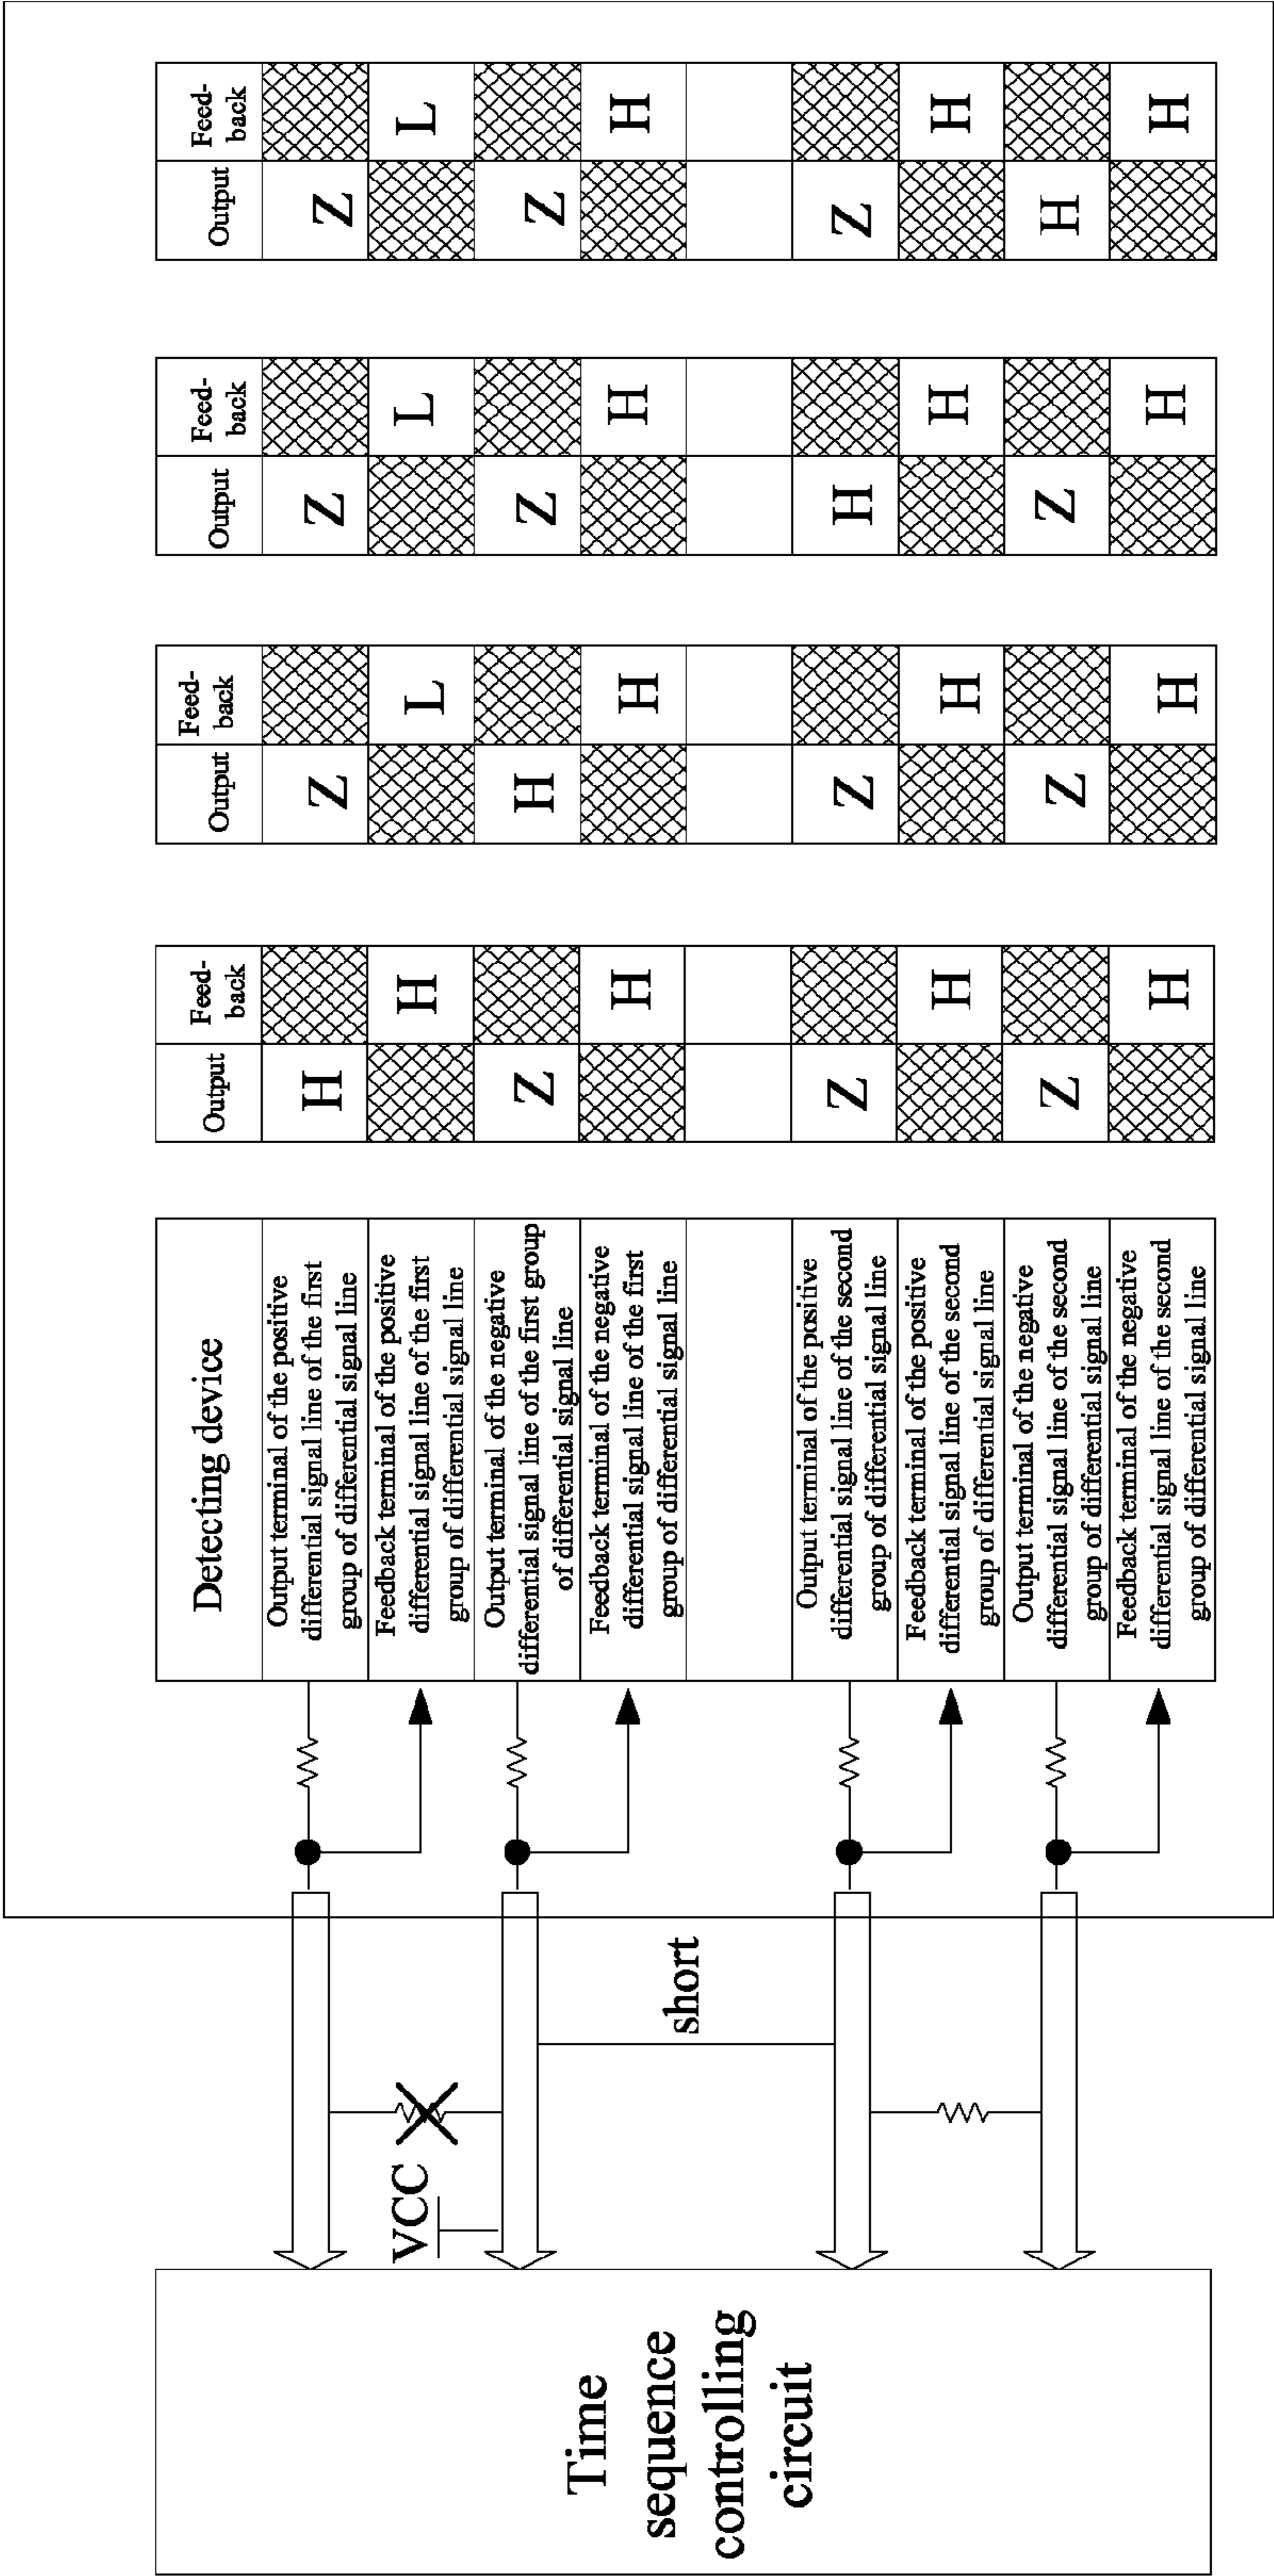 Time
sequence
controlling
circuit
VCC
short
Detecting device
Output terminal of the positive
differential signal line of the first
group of differential signal line
Feedback terminal of the positive
differential signal line of the first
group of differential signal line
Output terminal of the negative
differential signal line of the first group
of differential signal line
Feedback terminal of the negative
differential signal line of the first
group of differential signal line
Output terminal of the positive
differential signal line of the second
group of differential signal line
Feedback terminal of the positive
differential signal line of the second
group of differential signal line
Output terminal of the negative
differential signal line of the second
group of differential signal line
Feedback terminal of the negative
differential signal line of the second
group of differential signal line
Output
Feed-
back
H
H
Z
H
Z
H
Z
H
Output
Feed-
back
Z
L
H
H
Z
H
Z
H
Output
Feed-
back
Z
L
Z
H
H
H
Z
H
Output
Feed-
back
Z
L
Z
H
Z
H
H
H